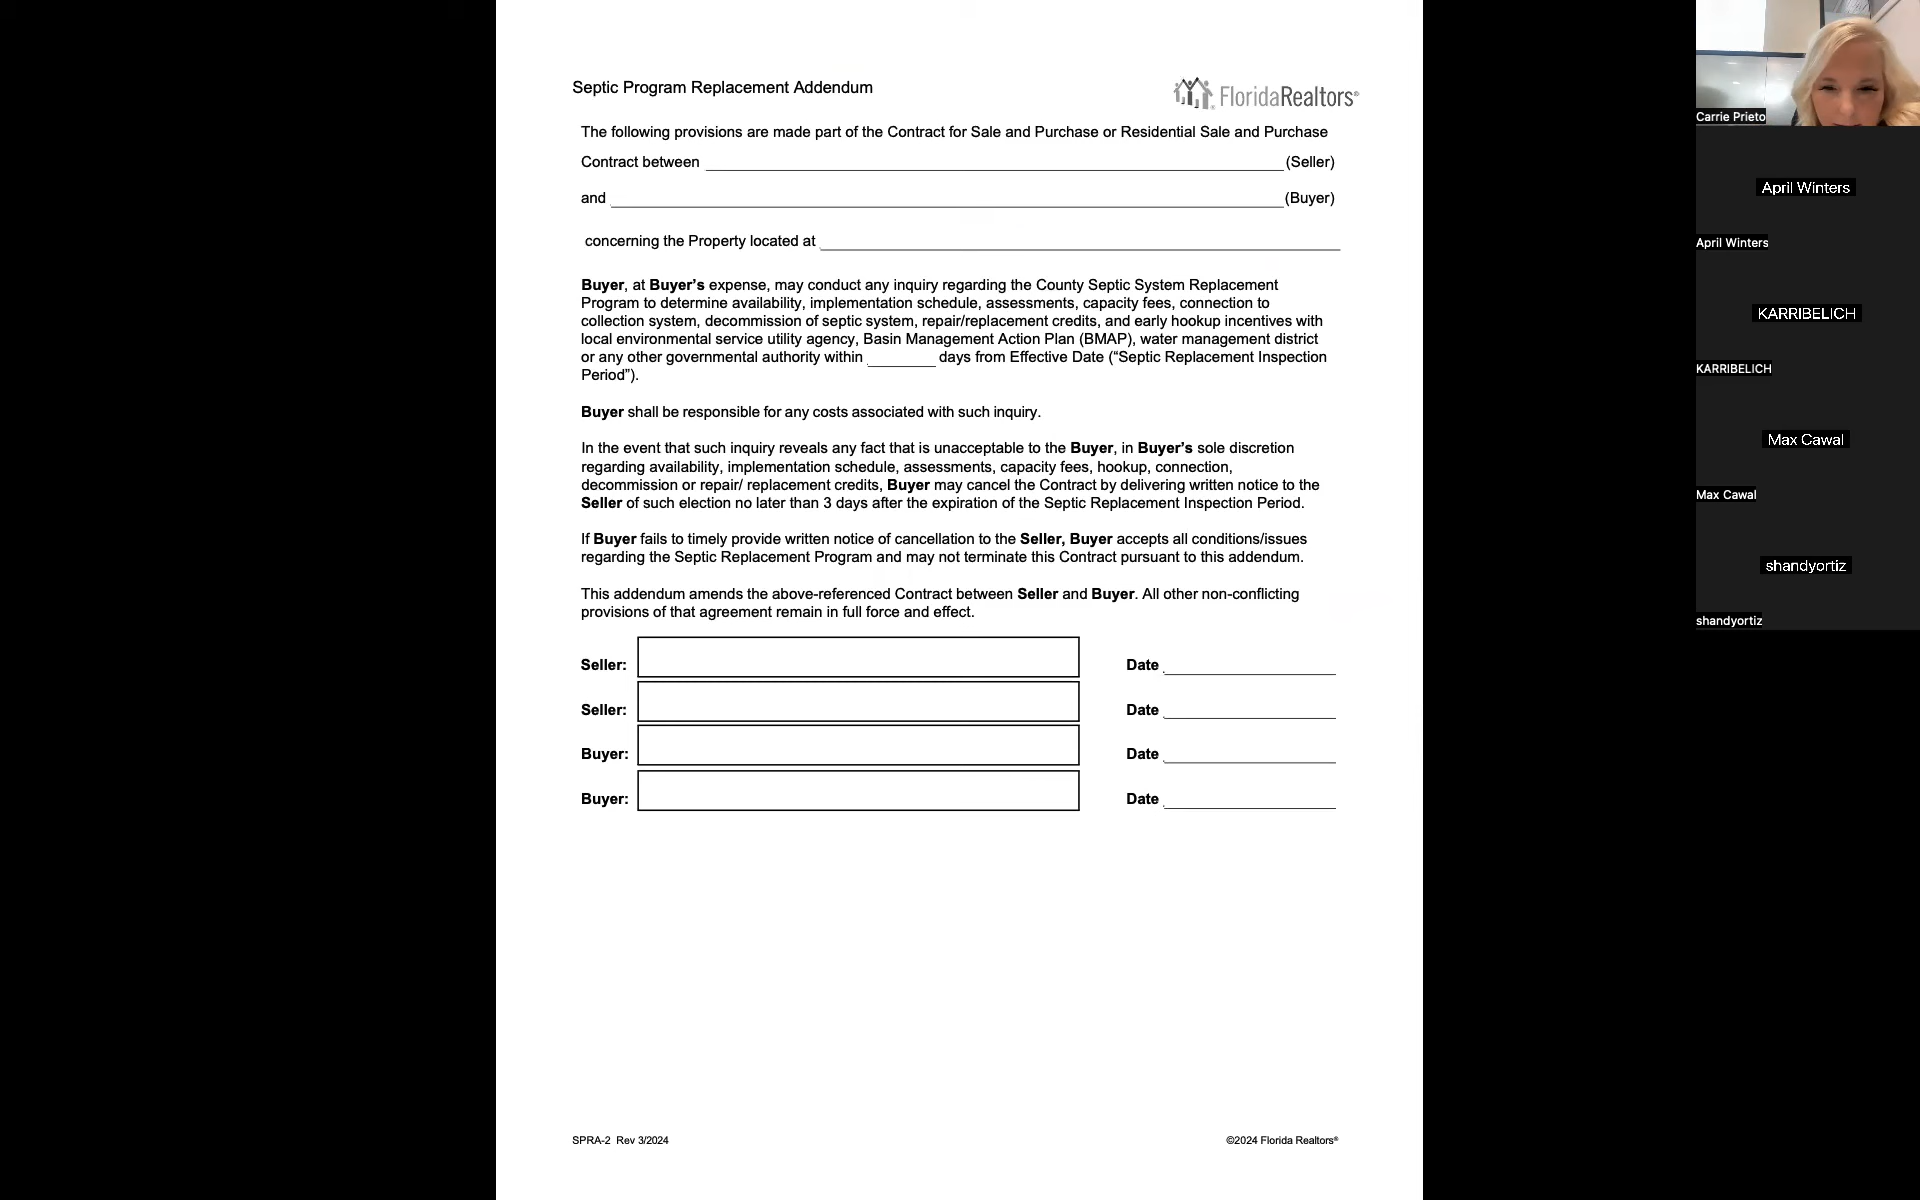 Septic Program Replacement Addendum
FloridaRealtors®
The following provisions are made part of the Contract for Sale and Purchase or Residential Sale and Purchase
Contract between ____ (Seller)
and ____ (Buyer)
concerning the Property located at ____
Buyer, at Buyer’s expense, may conduct any inquiry regarding the County Septic System Replacement
Program to determine availability, implementation schedule, assessments, capacity fees, connection to
collection system, decommission of septic system, repair/replacement credits, and early hookup incentives with
local environmental service utility agency, Basin Management Action Plan (BMAP), water management district
or any other governmental authority within ____ days from Effective Date (“Septic Replacement Inspection
Period”).
Buyer shall be responsible for any costs associated with such inquiry.
In the event that such inquiry reveals any fact that is unacceptable to the Buyer, in Buyer’s sole discretion
regarding availability, implementation schedule, assessments, capacity fees, hookup, connection,
decommission or repair/ replacement credits, Buyer may cancel the Contract by delivering written notice to the
Seller of such election no later than 3 days after the expiration of the Septic Replacement Inspection Period.
If Buyer fails to timely provide written notice of cancellation to the Seller, Buyer accepts all conditions/issues
regarding the Septic Replacement Program and may not terminate this Contract pursuant to this addendum.
This addendum amends the above-referenced Contract between Seller and Buyer. All other non-conflicting
provisions of that agreement remain in full force and effect.
Seller: Date ____
Seller: Date ____
Buyer: Date ____
Buyer: Date ____
SPRA-2 Rev 3/2024
©2024 Florida Realtors®
Carrie Prieto
April Winters
April Winters
KARRIBELICH
KARRIBELICH
Max Cawal
Max Cawal
shandyortiz
shandyortiz